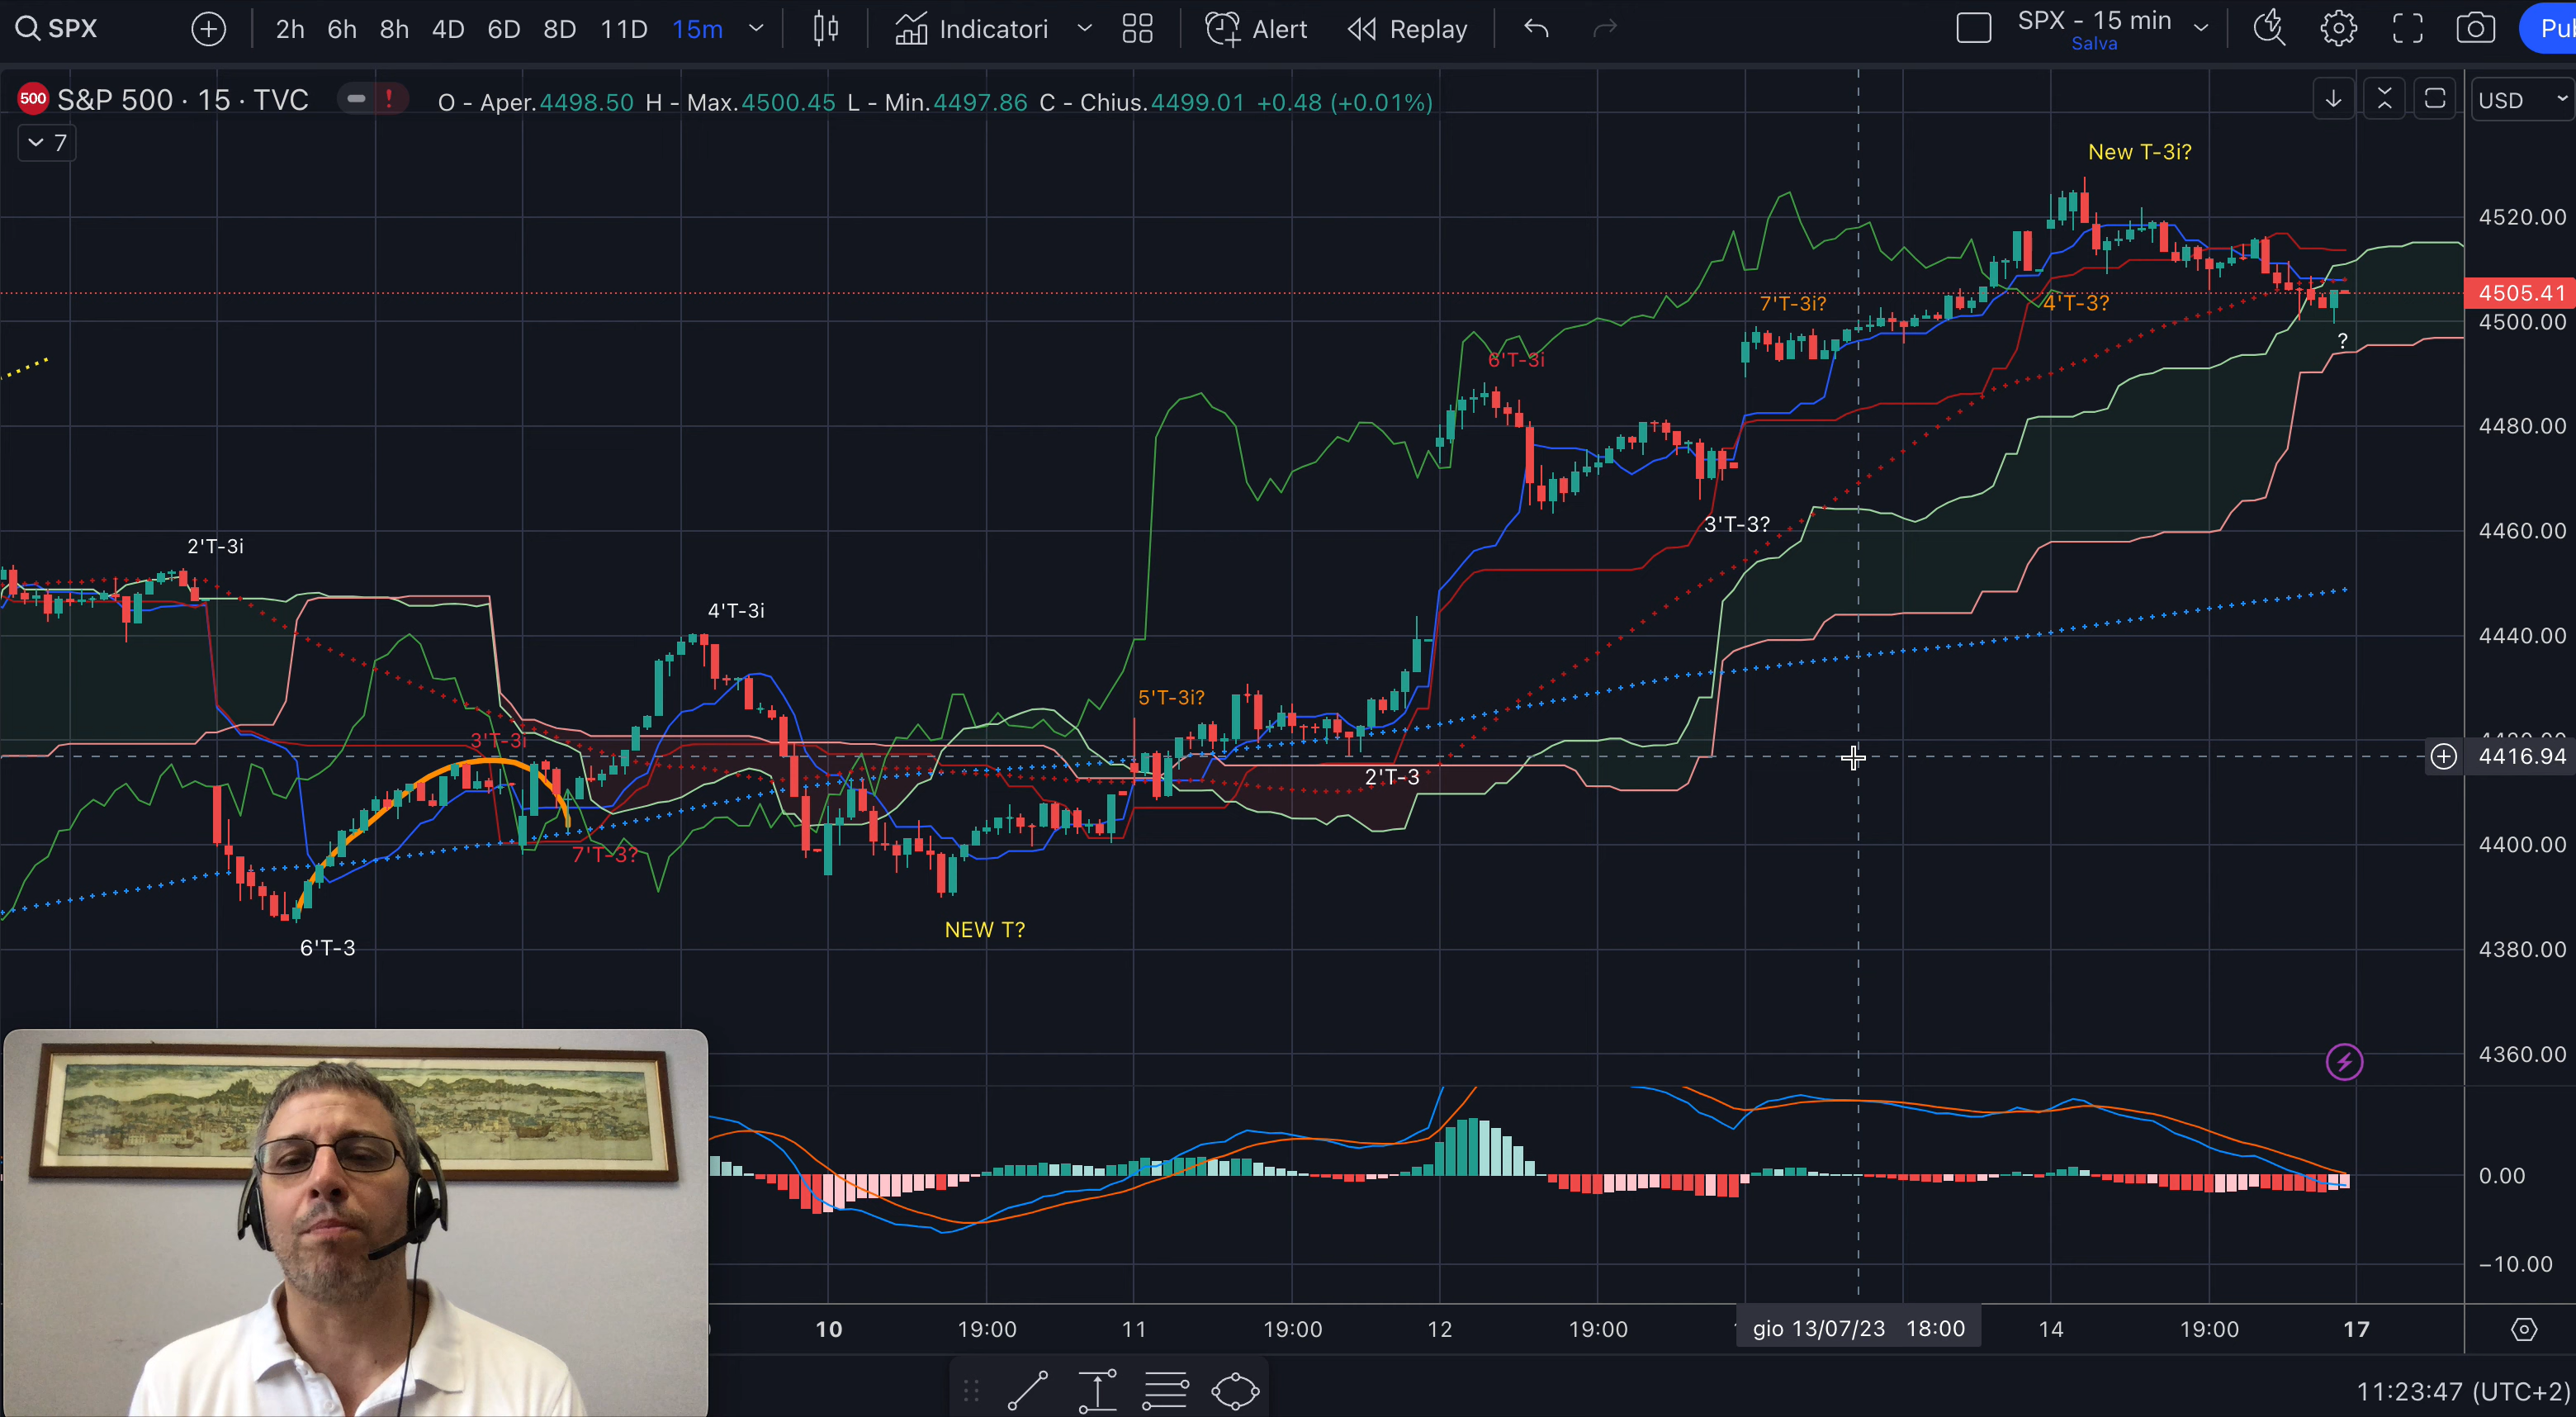 SPX 2h 6h 8h 4D 6D 8D 11D 15m Indicatori Alert Replay SPX - 15 min
Salva
500 S&P 500 · 15 · TVC ! O - Aper.4498.50 H - Max.4500.45 L - Min.4497.86 C - Chius.4499.01 +0.48 (+0.01%) USD
7
New T-3i?
4520.00
4505.41
7'T-3i?
4'T-3?
4500.00
?
6'T-3i
4480.00
3'T-3?
4460.00
2'T-3i
4'T-3i
4440.00
5'T-3i?
3'T-3i
4416.94
2'T-3
4400.00
7'T-3?
NEW T?
6'T-3
4380.00
4360.00
0.00
−10.00
10 19:00 11 19:00 12 19:00 gio 13/07/23 18:00 14 19:00 17
11:23:47 (UTC+2)